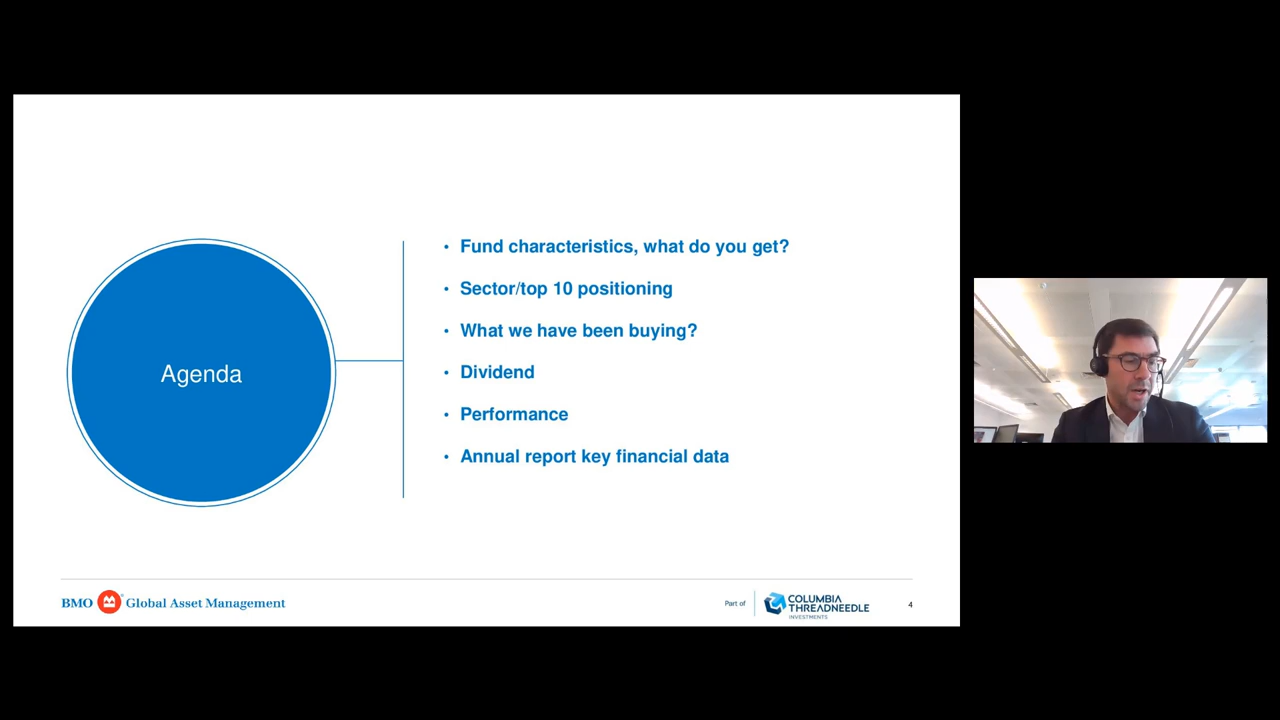 Agenda
• Fund characteristics, what do you get?
• Sector/top 10 positioning
• What we have been buying?
• Dividend
• Performance
• Annual report key financial data
BMO Global Asset Management
Part of
COLUMBIA
THREADNEEDLE
INVESTMENTS
4